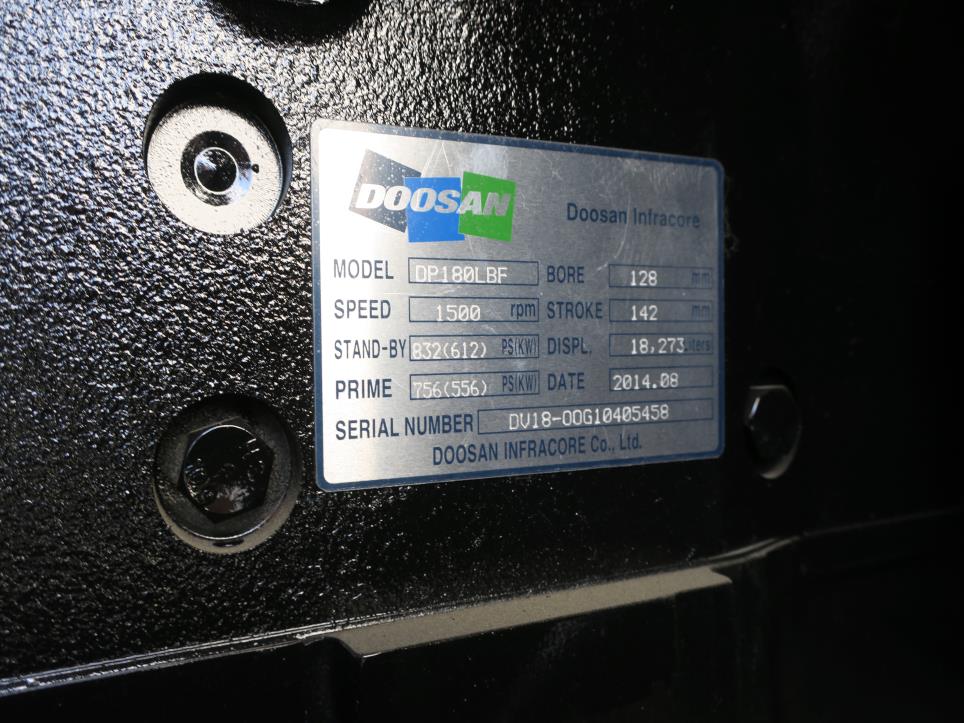 DOOSAN
Doosan Infracore
MODEL DP180LBF BORE 128 mm
SPEED 1500 rpm STROKE 142 mm
STAND-BY 832(612) PS(KW) DISPL. 18,273 liters
PRIME 756(556) PS(KW) DATE 2014.08
SERIAL NUMBER DV18-00G10405458
DOOSAN INFRACORE Co., Ltd.